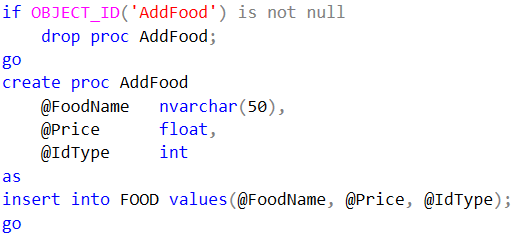 if OBJECT_ID('AddFood') is not null
    drop proc AddFood;
go
create proc AddFood
    @FoodName   nvarchar(50),
    @Price      float,
    @IdType     int
as
insert into FOOD values(@FoodName, @Price, @IdType);
go